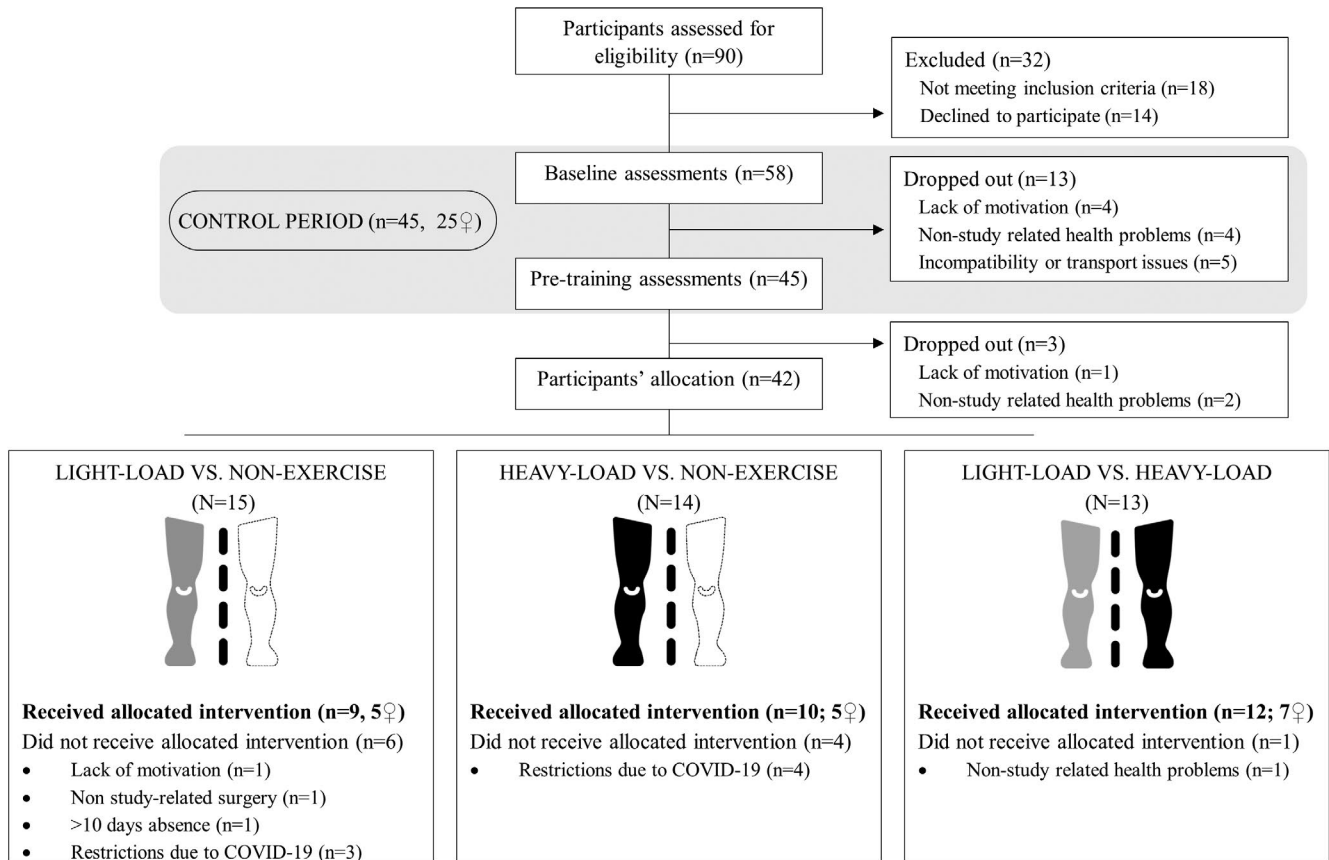 Participants assessed for
eligibility (n=90)
Excluded (n=32)
Not meeting inclusion criteria (n=18)
Declined to participate (n=14)
Baseline assessments (n=58)
CONTROL PERIOD (n=45, 25♀)
Dropped out (n=13)
Lack of motivation (n=4)
Non-study related health problems (n=4)
Incompatibility or transport issues (n=5)
Pre-training assessments (n=45)
Dropped out (n=3)
Lack of motivation (n=1)
Non-study related health problems (n=2)
Participants’ allocation (n=42)
LIGHT-LOAD VS. NON-EXERCISE
(N=15)
Received allocated intervention (n=9, 5♀)
Did not receive allocated intervention (n=6)
• Lack of motivation (n=1)
• Non study-related surgery (n=1)
• >10 days absence (n=1)
• Restrictions due to COVID-19 (n=3)
HEAVY-LOAD VS. NON-EXERCISE
(N=14)
Received allocated intervention (n=10; 5♀)
Did not receive allocated intervention (n=4)
• Restrictions due to COVID-19 (n=4)
LIGHT-LOAD VS. HEAVY-LOAD
(N=13)
Received allocated intervention (n=12; 7♀)
Did not receive allocated intervention (n=1)
• Non-study related health problems (n=1)